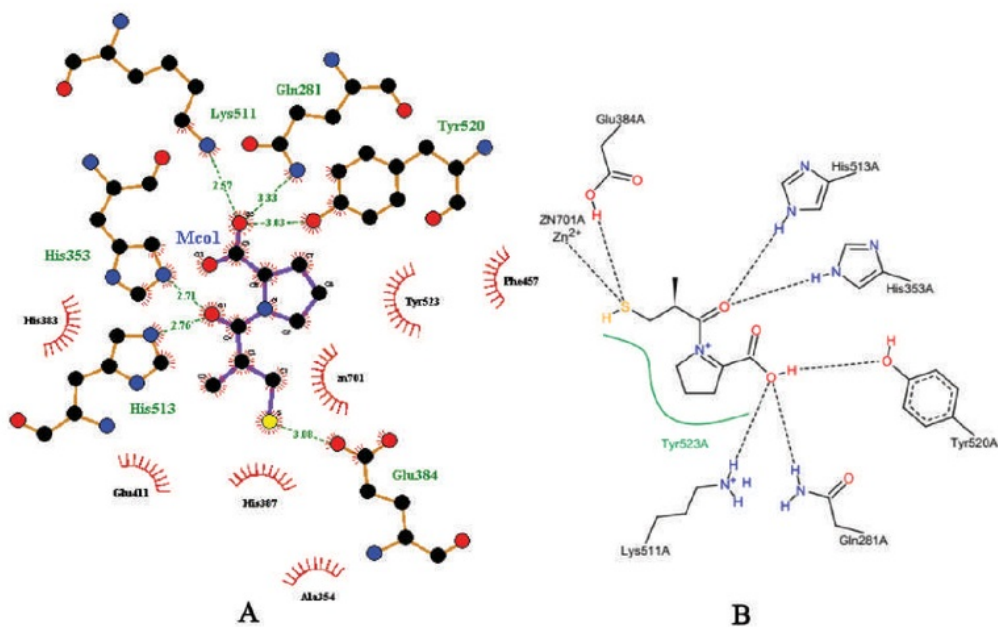 Lys511
Gln281
Tyr520
2.57
3.33
3.03
Mco1
His353
2.71
2.76
His383
Tyr523
Phe457
zn701
His513
3.08
Glu411
His387
Glu384
Ala354
A
Glu384A
O
O
H
ZN701A
Zn2+
H
S
O
N+
O
O
H
Tyr523A
His513A
N
N
H
N
H
N
His353A
H
O
Tyr520A
H
N+
H
H
Lys511A
H
N
H
O
Gln281A
B